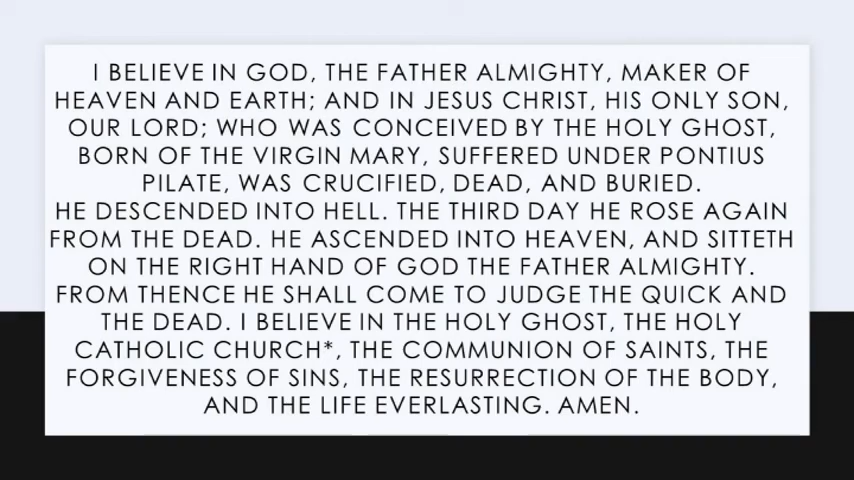 I BELIEVE IN GOD, THE FATHER ALMIGHTY, MAKER OF
HEAVEN AND EARTH; AND IN JESUS CHRIST, HIS ONLY SON,
OUR LORD; WHO WAS CONCEIVED BY THE HOLY GHOST,
BORN OF THE VIRGIN MARY, SUFFERED UNDER PONTIUS
PILATE, WAS CRUCIFIED, DEAD, AND BURIED.
HE DESCENDED INTO HELL. THE THIRD DAY HE ROSE AGAIN
FROM THE DEAD. HE ASCENDED INTO HEAVEN, AND SITTETH
ON THE RIGHT HAND OF GOD THE FATHER ALMIGHTY.
FROM THENCE HE SHALL COME TO JUDGE THE QUICK AND
THE DEAD. I BELIEVE IN THE HOLY GHOST, THE HOLY
CATHOLIC CHURCH*, THE COMMUNION OF SAINTS, THE
FORGIVENESS OF SINS, THE RESURRECTION OF THE BODY,
AND THE LIFE EVERLASTING. AMEN.